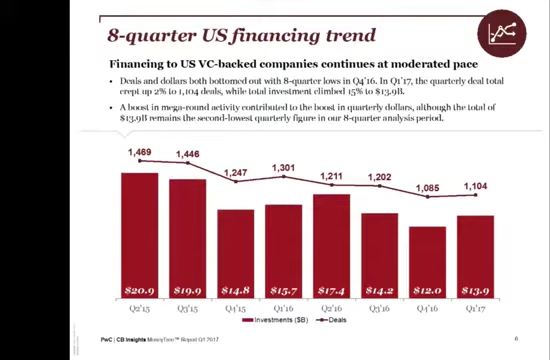 8-quarter US financing trend
Financing to US VC-backed companies continues at moderated pace
• Deals and dollars both bottomed out with 8-quarter lows in Q4'16. In Q1'17, the quarterly deal total
crept up 2% to 1,104 deals, while total investment climbed 15% to $13.9B.
• A boost in mega-round activity contributed to the boost in quarterly dollars, although the total of
$13.9B remains the second-lowest quarterly figure in our 8-quarter analysis period.
1,469 1,446 1,247 1,301 1,211 1,202 1,085 1,104
$20.9 $19.9 $14.8 $15.7 $17.4 $14.2 $12.0 $13.9
Q2'15 Q3'15 Q4'15 Q1'16 Q2'16 Q3'16 Q4'16 Q1'17
Investments ($B) Deals
PwC | CB Insights MoneyTree™ Report Q1 2017 6